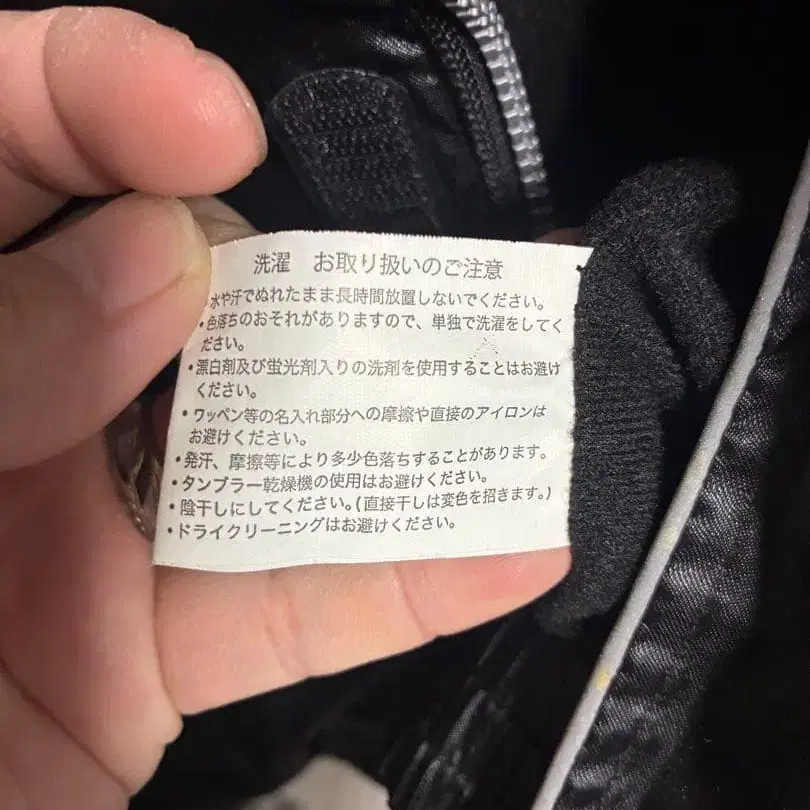 洗濯 お取り扱いのご注意
・水や汗でぬれたまま長時間放置しないでください。
・色落ちのおそれがありますので、単独で洗濯をしてく
ださい。
・漂白剤及び蛍光剤入りの洗剤を使用することはお避け
ください。
・ワッペン等の名入れ部分への摩擦や直接のアイロンは
お避けください。
・発汗、摩擦等により多少色落ちすることがあります。
・タンブラー乾燥機の使用はお避けください。
・陰干しにしてください。(直接干しは変色を招きます。)
・ドライクリーニングはお避けください。